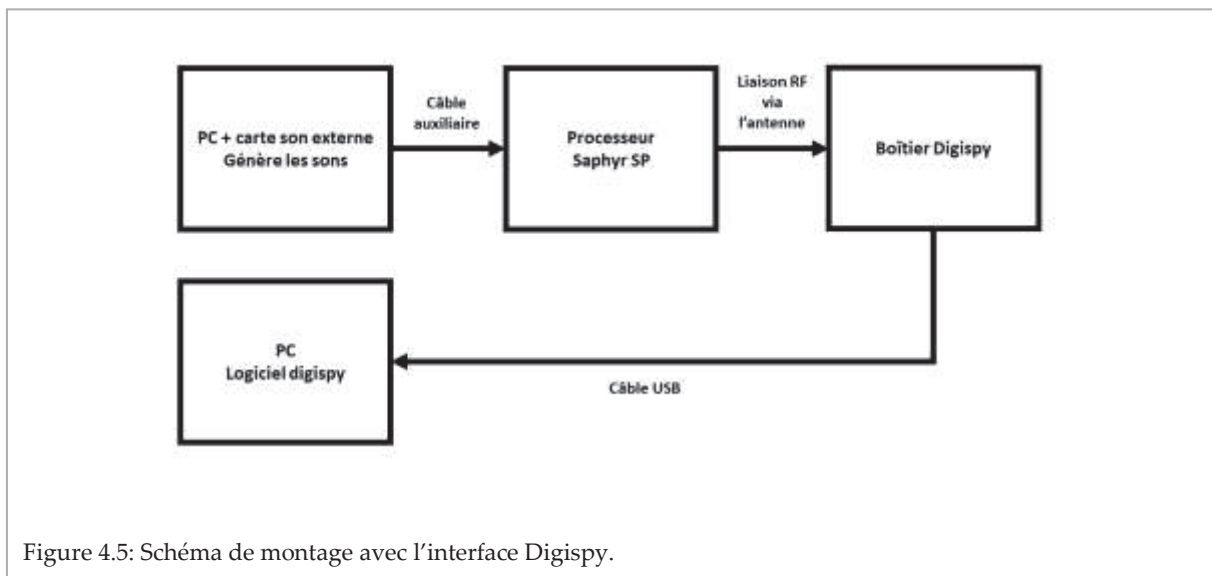 PC + carte son externe
Génère les sons
Câble
auxiliaire
Processeur
Saphyr SP
Liaison RF
via
l'antenne
Boîtier Digispy
PC
Logiciel digispy
Câble USB
Figure 4.5: Schéma de montage avec l'interface Digispy.